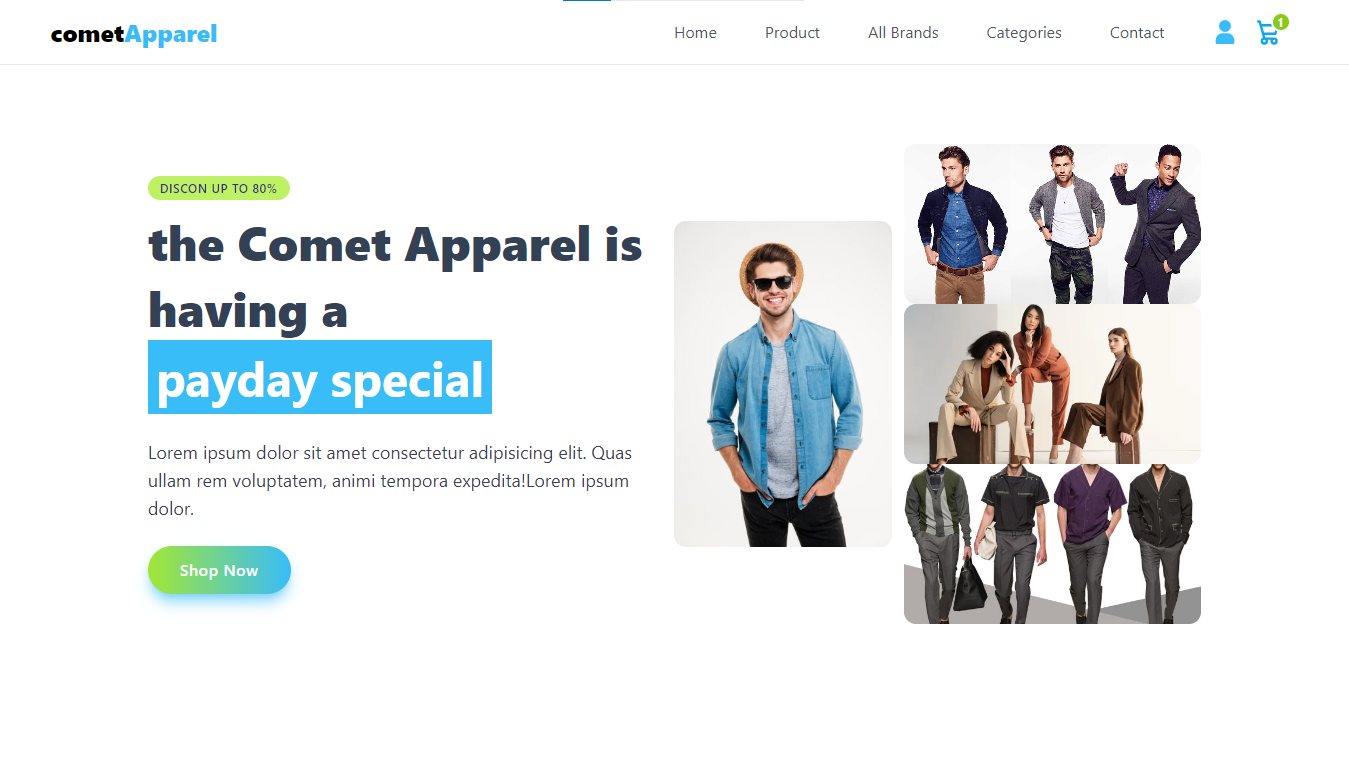 cometApparel
Home Product All Brands Categories Contact 1
DISCON UP TO 80%
the Comet Apparel is
having a
payday special
Lorem ipsum dolor sit amet consectetur adipisicing elit. Quas
ullam rem voluptatem, animi tempora expedita!Lorem ipsum
dolor.
Shop Now